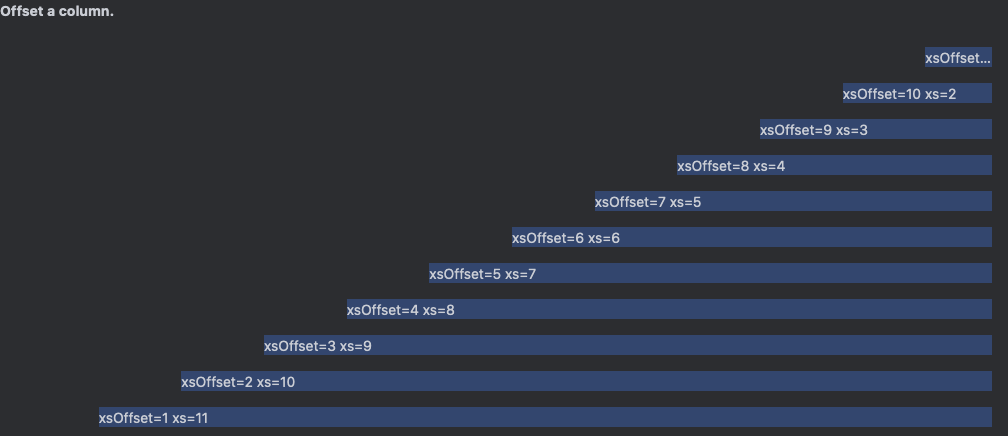 Offset a column.
xsOffset...
xsOffset=10 xs=2
xsOffset=9 xs=3
xsOffset=8 xs=4
xsOffset=7 xs=5
xsOffset=6 xs=6
xsOffset=5 xs=7
xsOffset=4 xs=8
xsOffset=3 xs=9
xsOffset=2 xs=10
xsOffset=1 xs=11